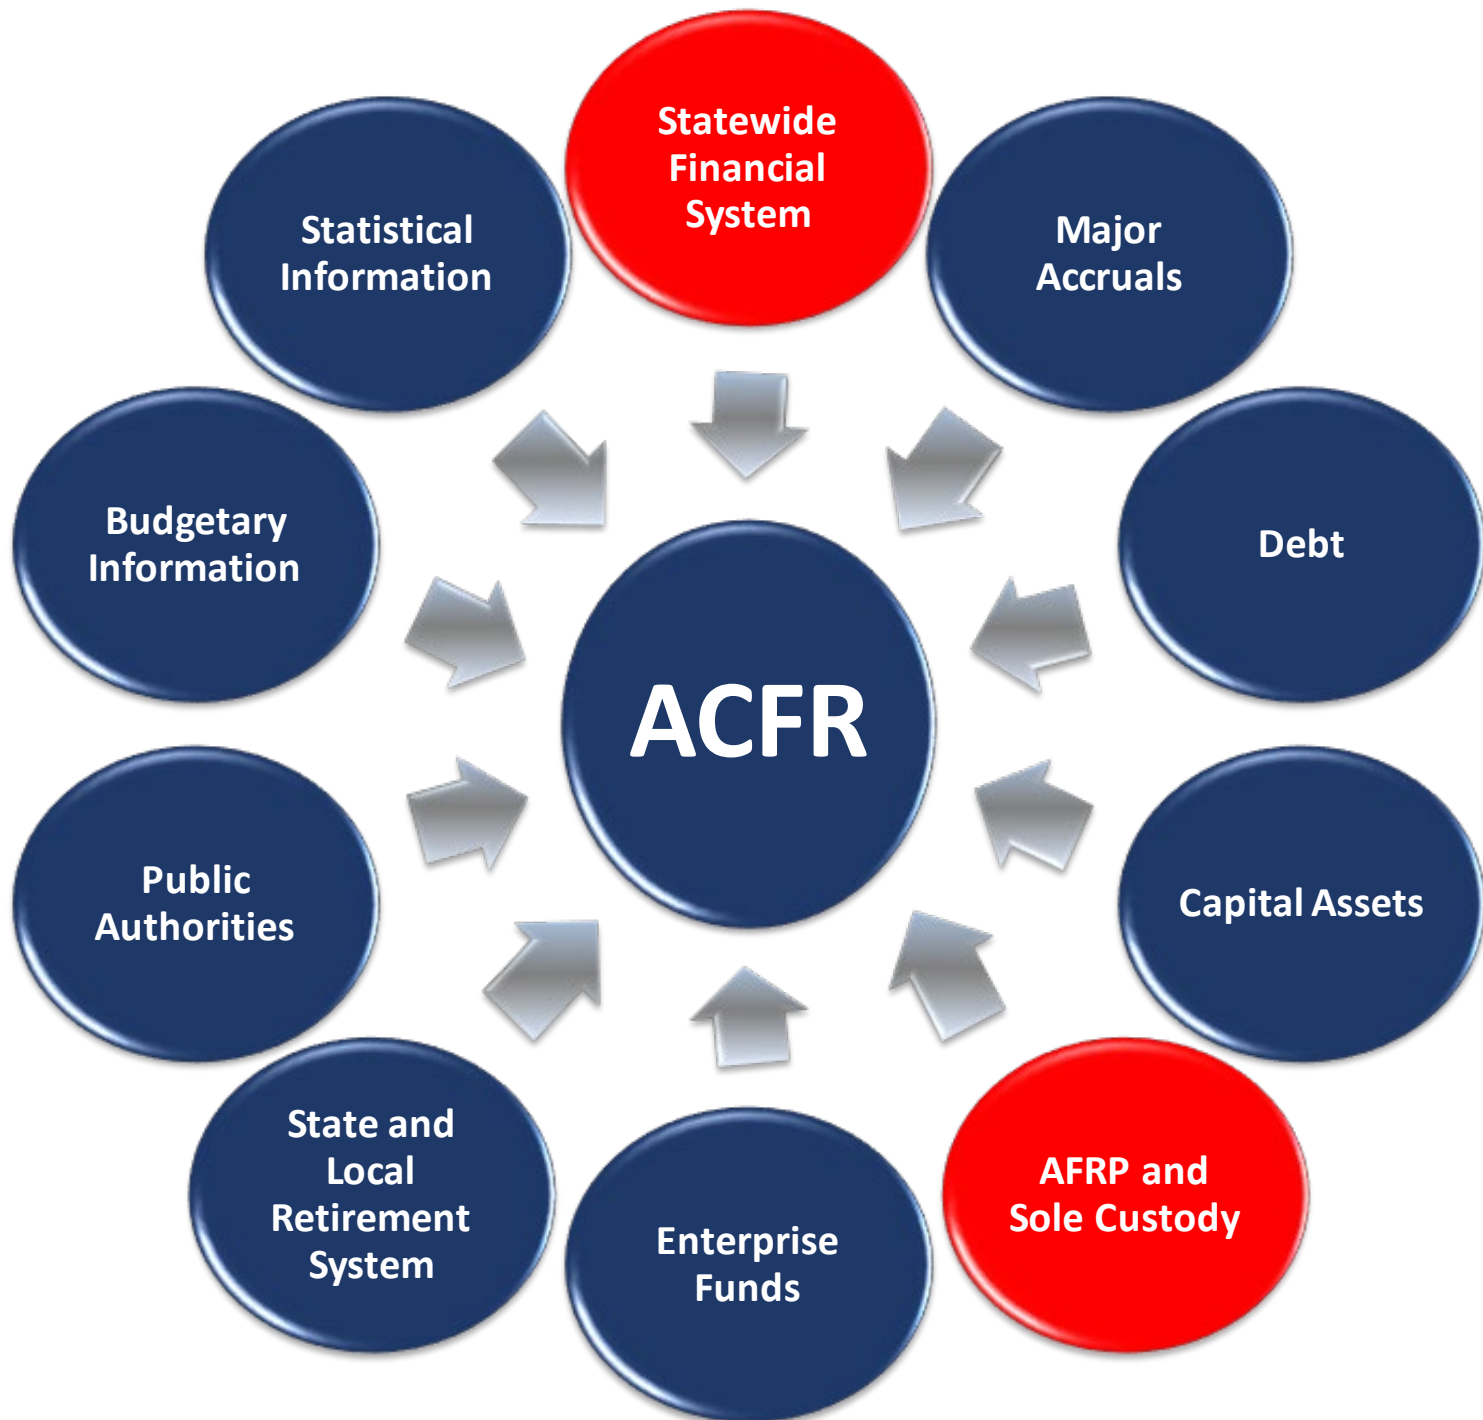 Statewide
Financial
System
Statistical
Information
Major
Accruals
Budgetary
Information
Debt
ACFR
Public
Authorities
Capital Assets
State and
Local
Retirement
System
AFRP and
Sole Custody
Enterprise
Funds